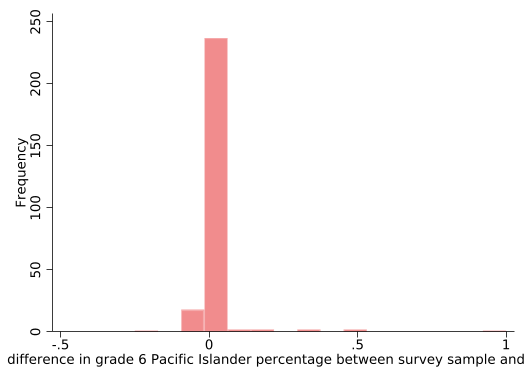 250
200
150
100
50
0
Frequency
-.5 0 .5 1
difference in grade 6 Pacific Islander percentage between survey sample and